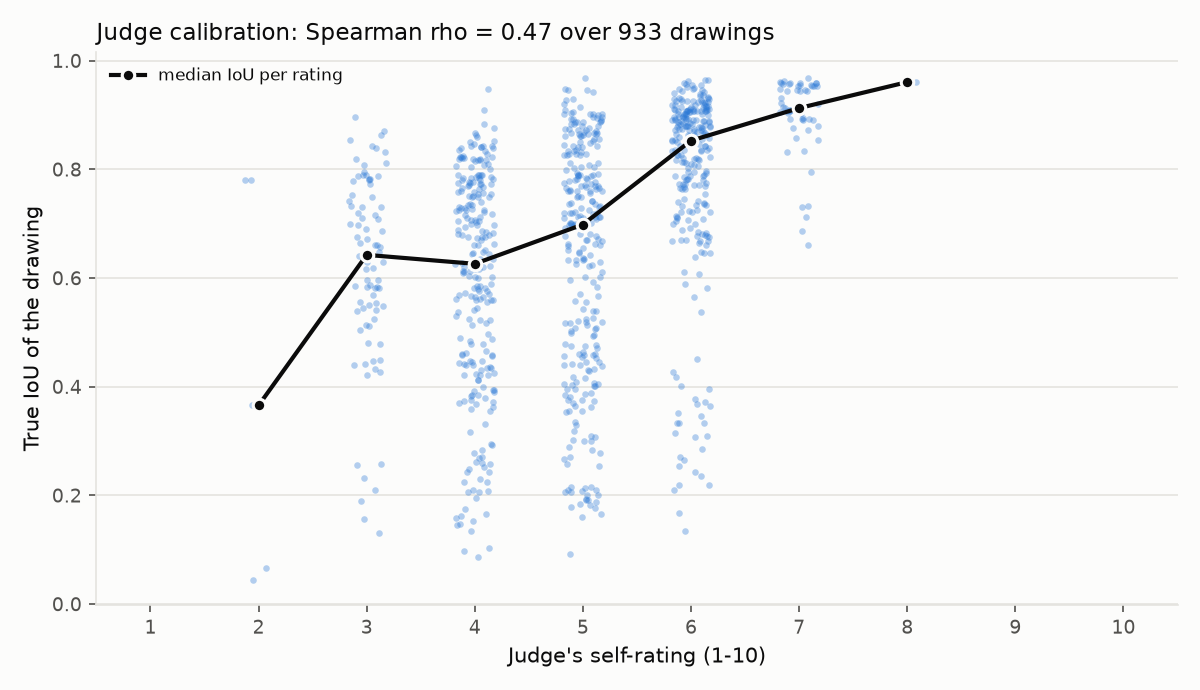 Judge calibration: Spearman rho = 0.47 over 933 drawings
median IoU per rating
True IoU of the drawing
1.0
0.8
0.6
0.4
0.2
0.0
1 2 3 4 5 6 7 8 9 10
Judge's self-rating (1-10)